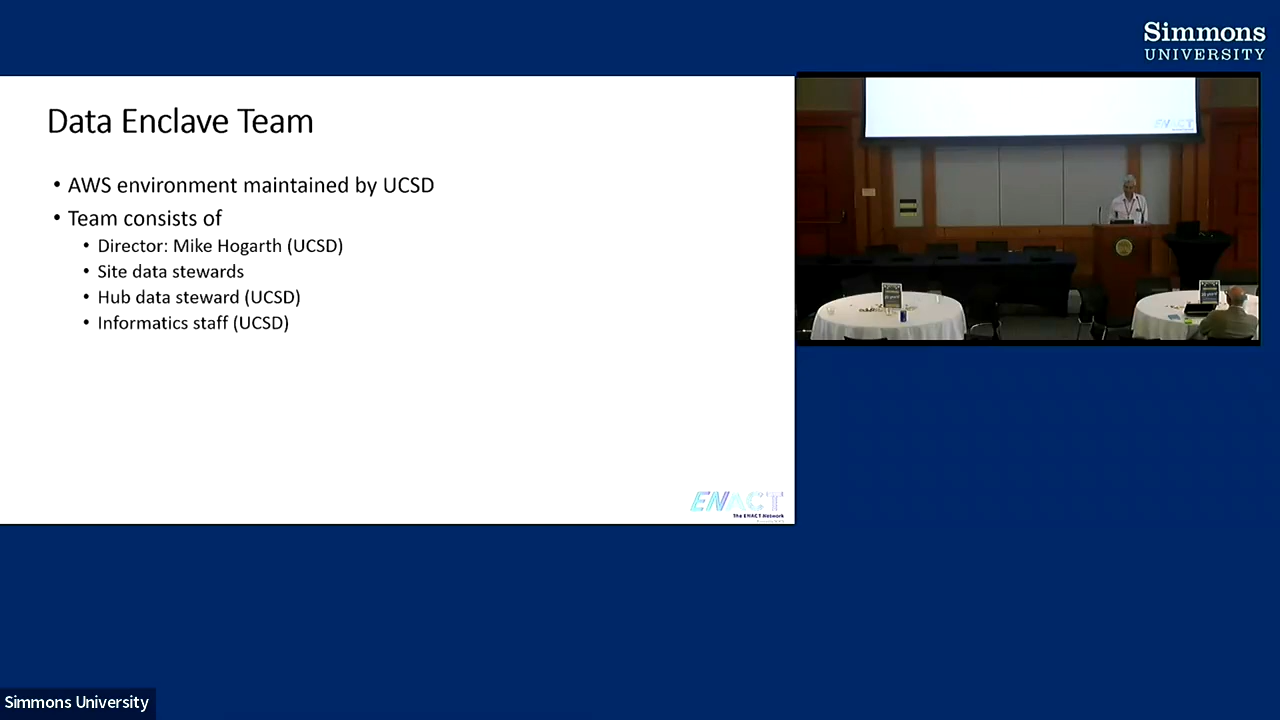 Simmons
UNIVERSITY
Data Enclave Team
• AWS environment maintained by UCSD
• Team consists of
• Director: Mike Hogarth (UCSD)
• Site data stewards
• Hub data steward (UCSD)
• Informatics staff (UCSD)
ENACT
The ENACT Network
ENACT
Simmons University